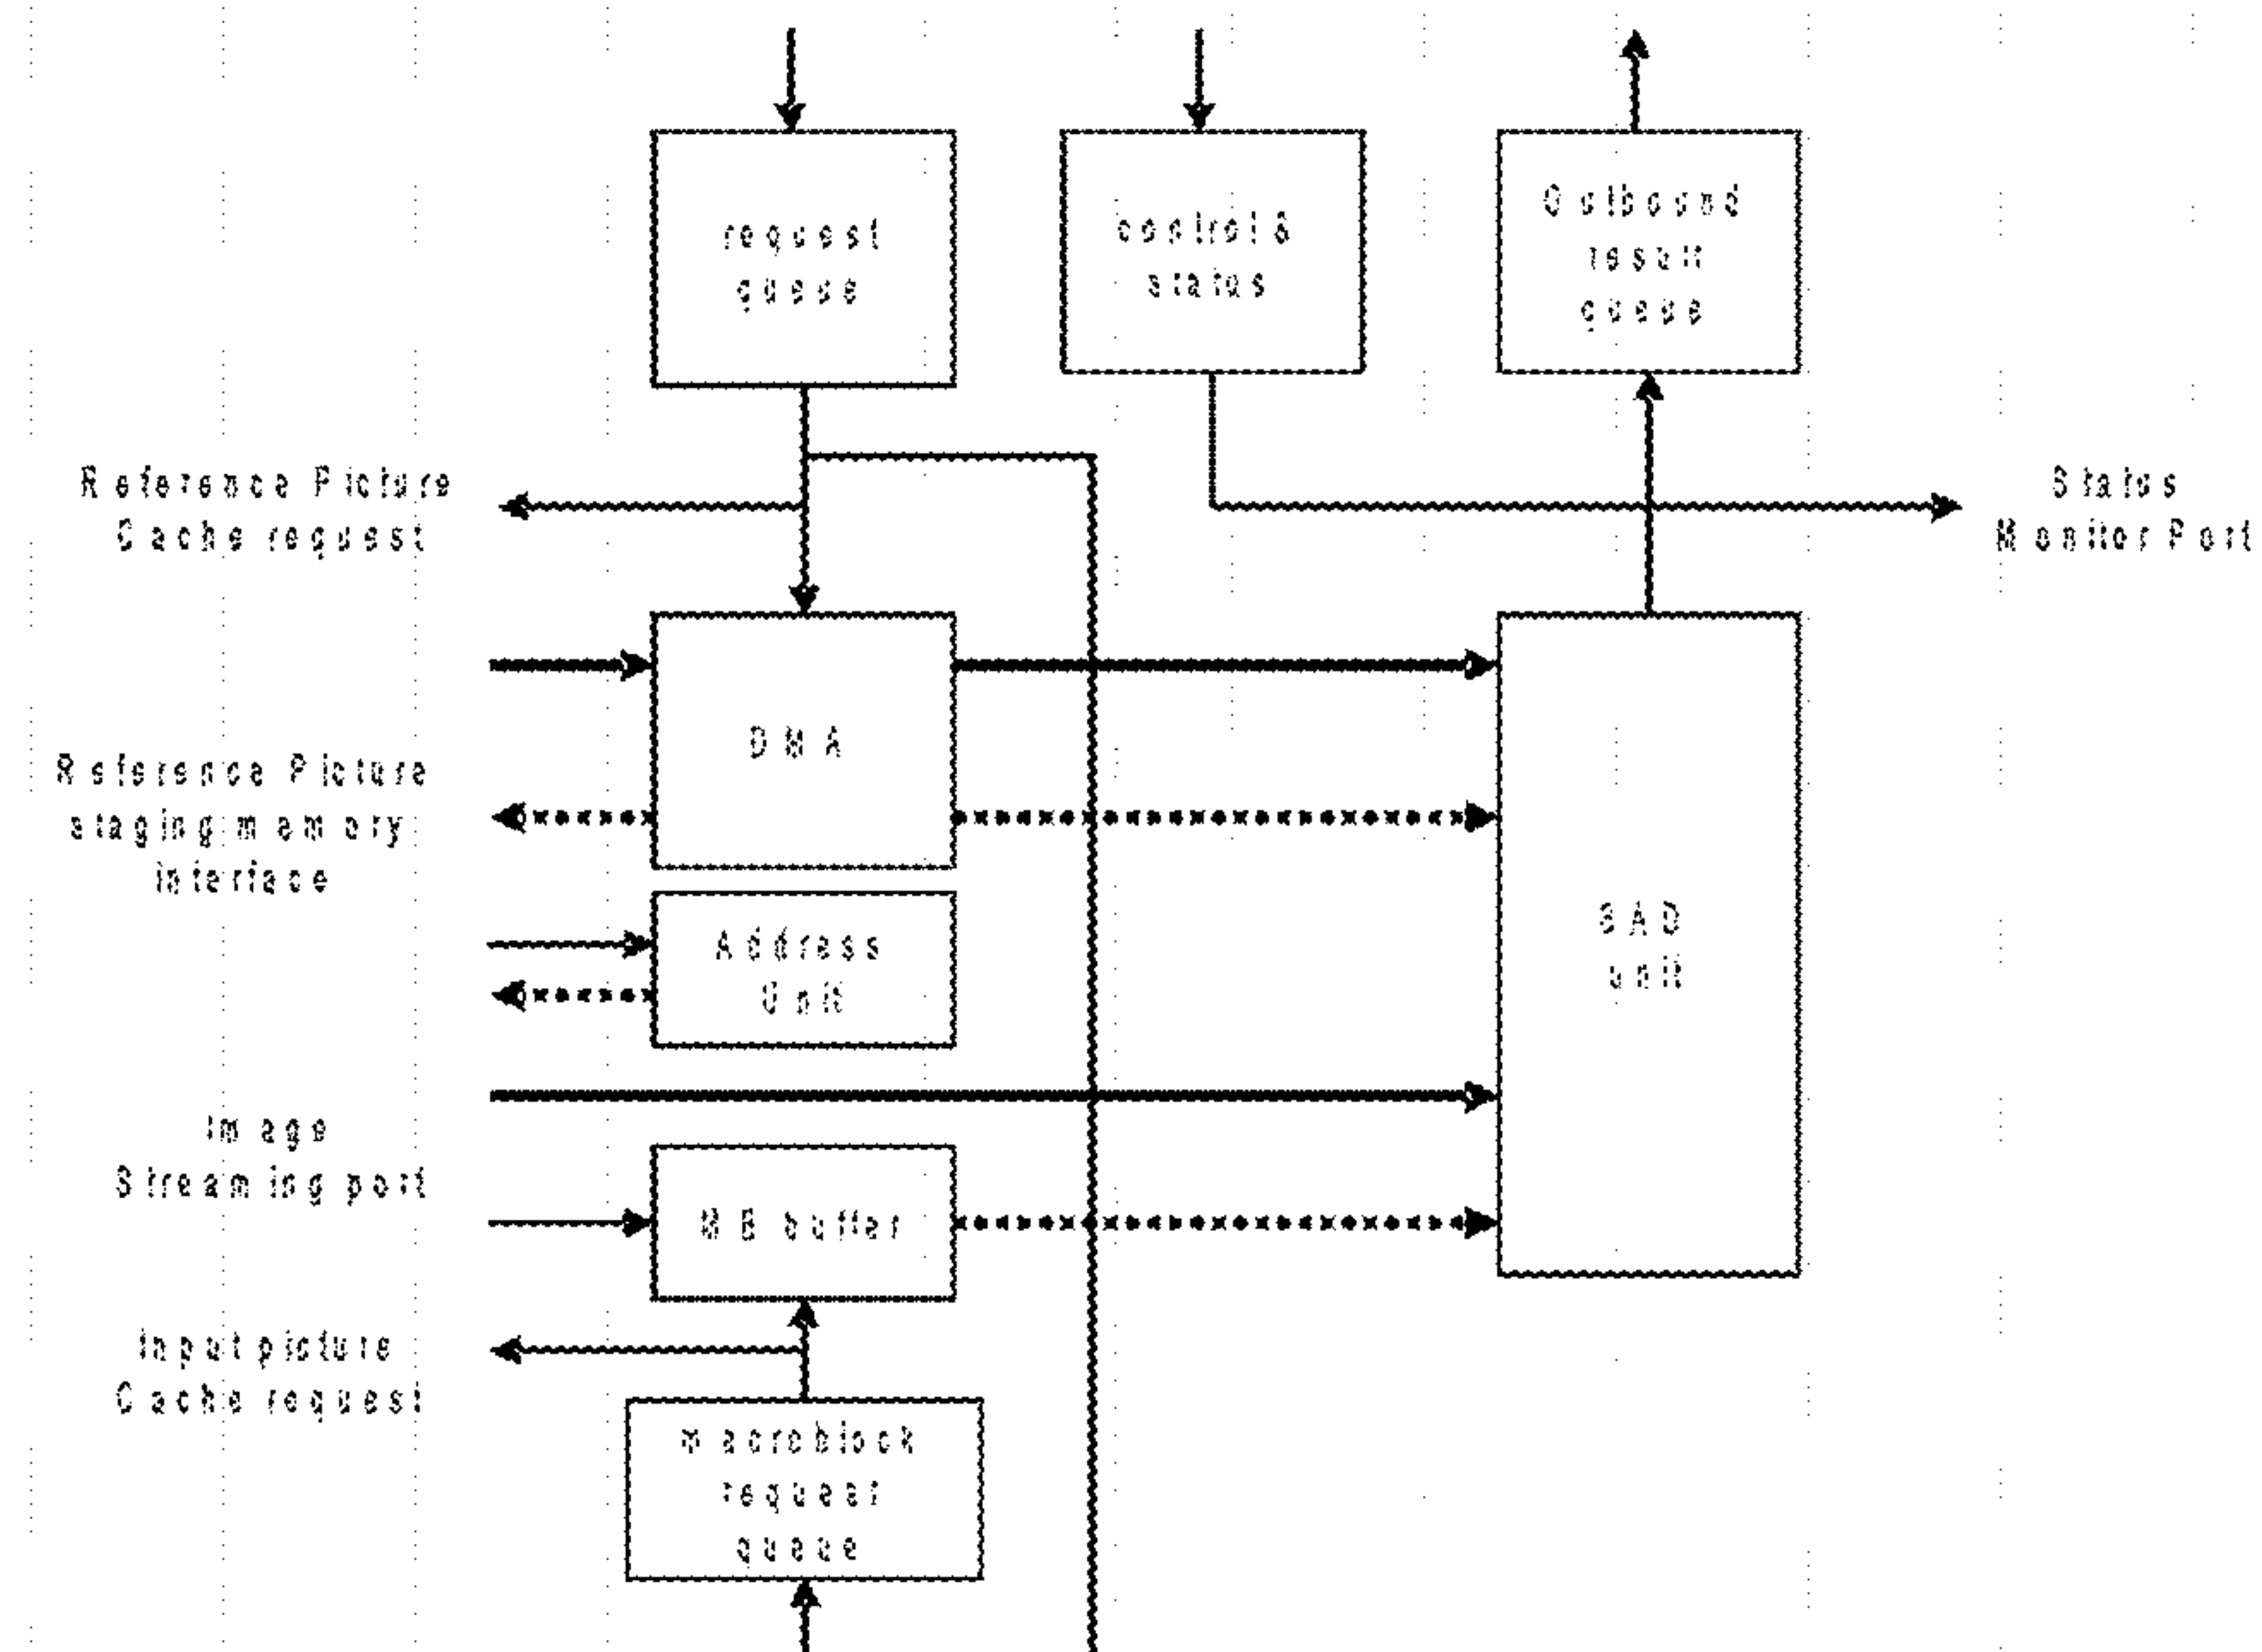 request
queue
control &
status
Outbound
result
queue
Reference Picture
Cache request
Status
Monitor Port
DMA
Reference Picture
staging memory
interface
Address
Unit
SAD
unit
Image
Streaming port
MB buffer
Input picture
Cache request
macroblock
request
queue